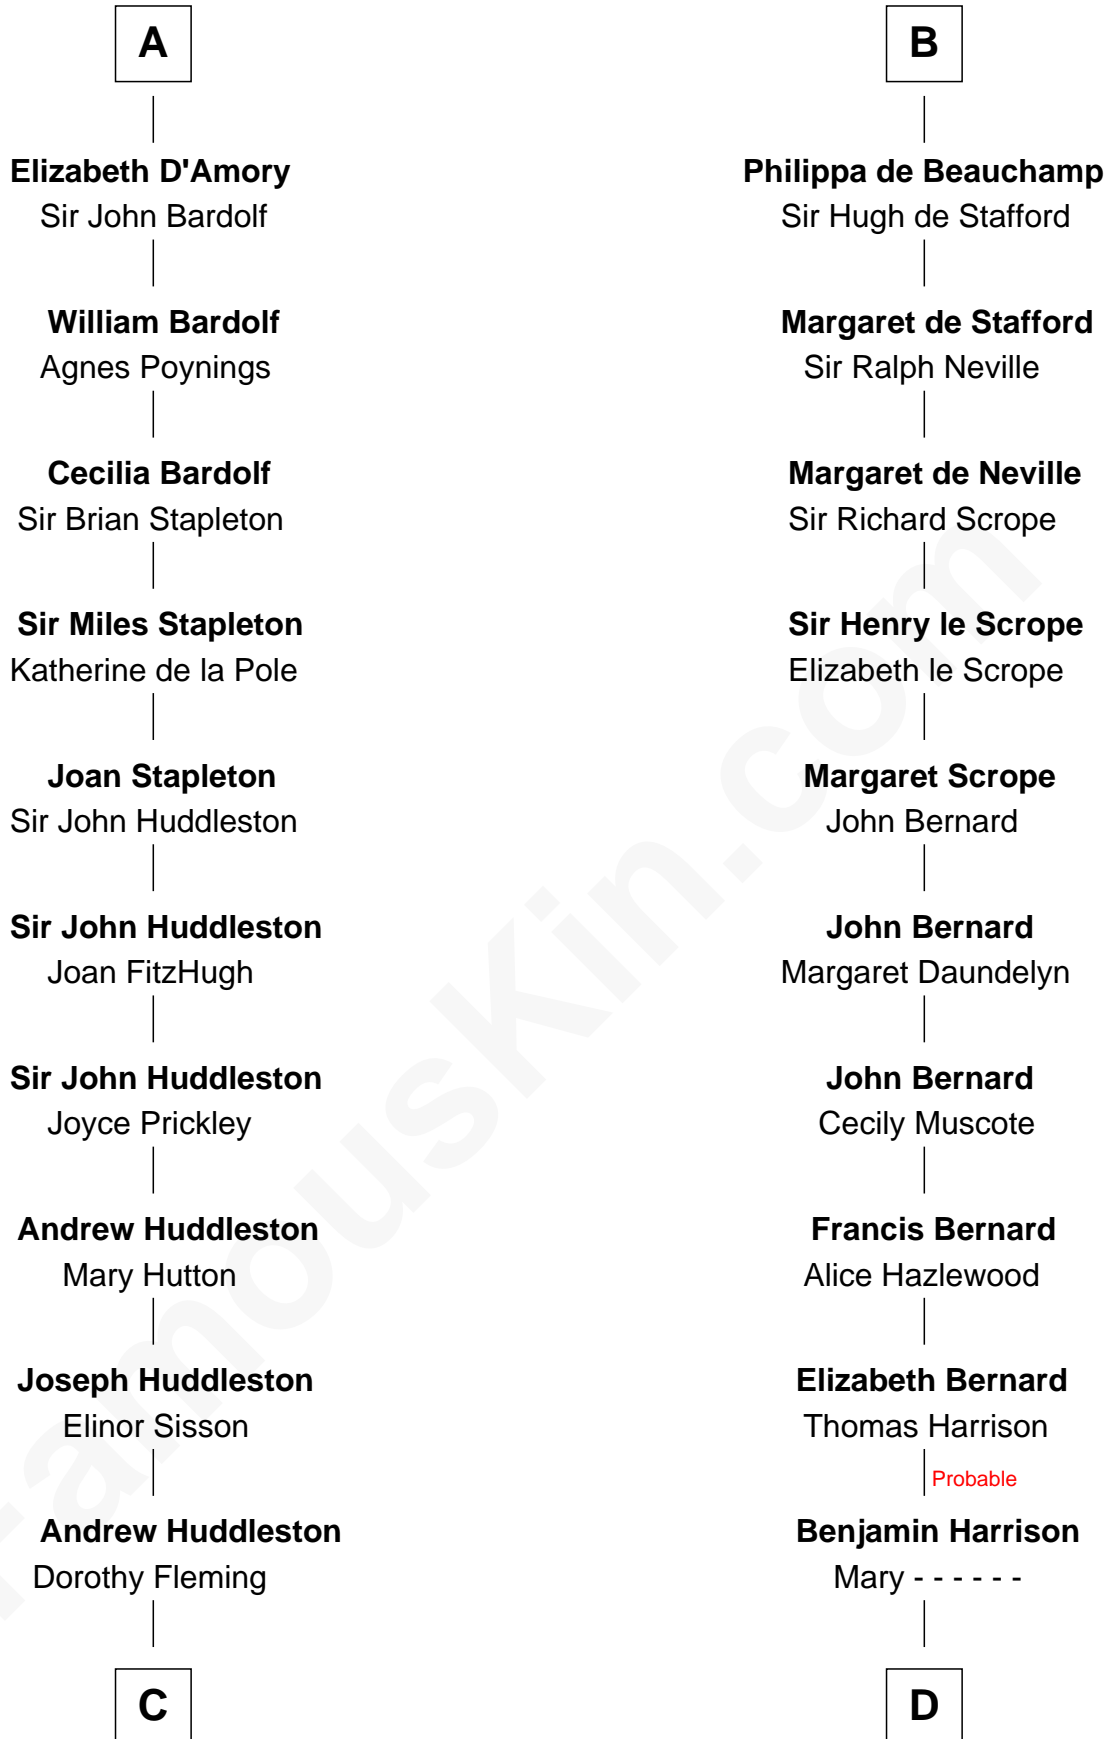 A
Elizabeth D'Amory
Sir John Bardolf
William Bardolf
Agnes Poynings
Cecilia Bardolf
Sir Brian Stapleton
Sir Miles Stapleton
Katherine de la Pole
Joan Stapleton
Sir John Huddleston
Sir John Huddleston
Joan FitzHugh
Sir John Huddleston
Joyce Prickley
Andrew Huddleston
Mary Hutton
Joseph Huddleston
Elinor Sisson
Andrew Huddleston
Dorothy Fleming
C
B
Philippa de Beauchamp
Sir Hugh de Stafford
Margaret de Stafford
Sir Ralph Neville
Margaret de Neville
Sir Richard Scrope
Sir Henry le Scrope
Elizabeth le Scrope
Margaret Scrope
John Bernard
John Bernard
Margaret Daundelyn
John Bernard
Cecily Muscote
Francis Bernard
Alice Hazlewood
Elizabeth Bernard
Thomas Harrison
Probable
Benjamin Harrison
Mary - - - - - -
D
FamousKin.com